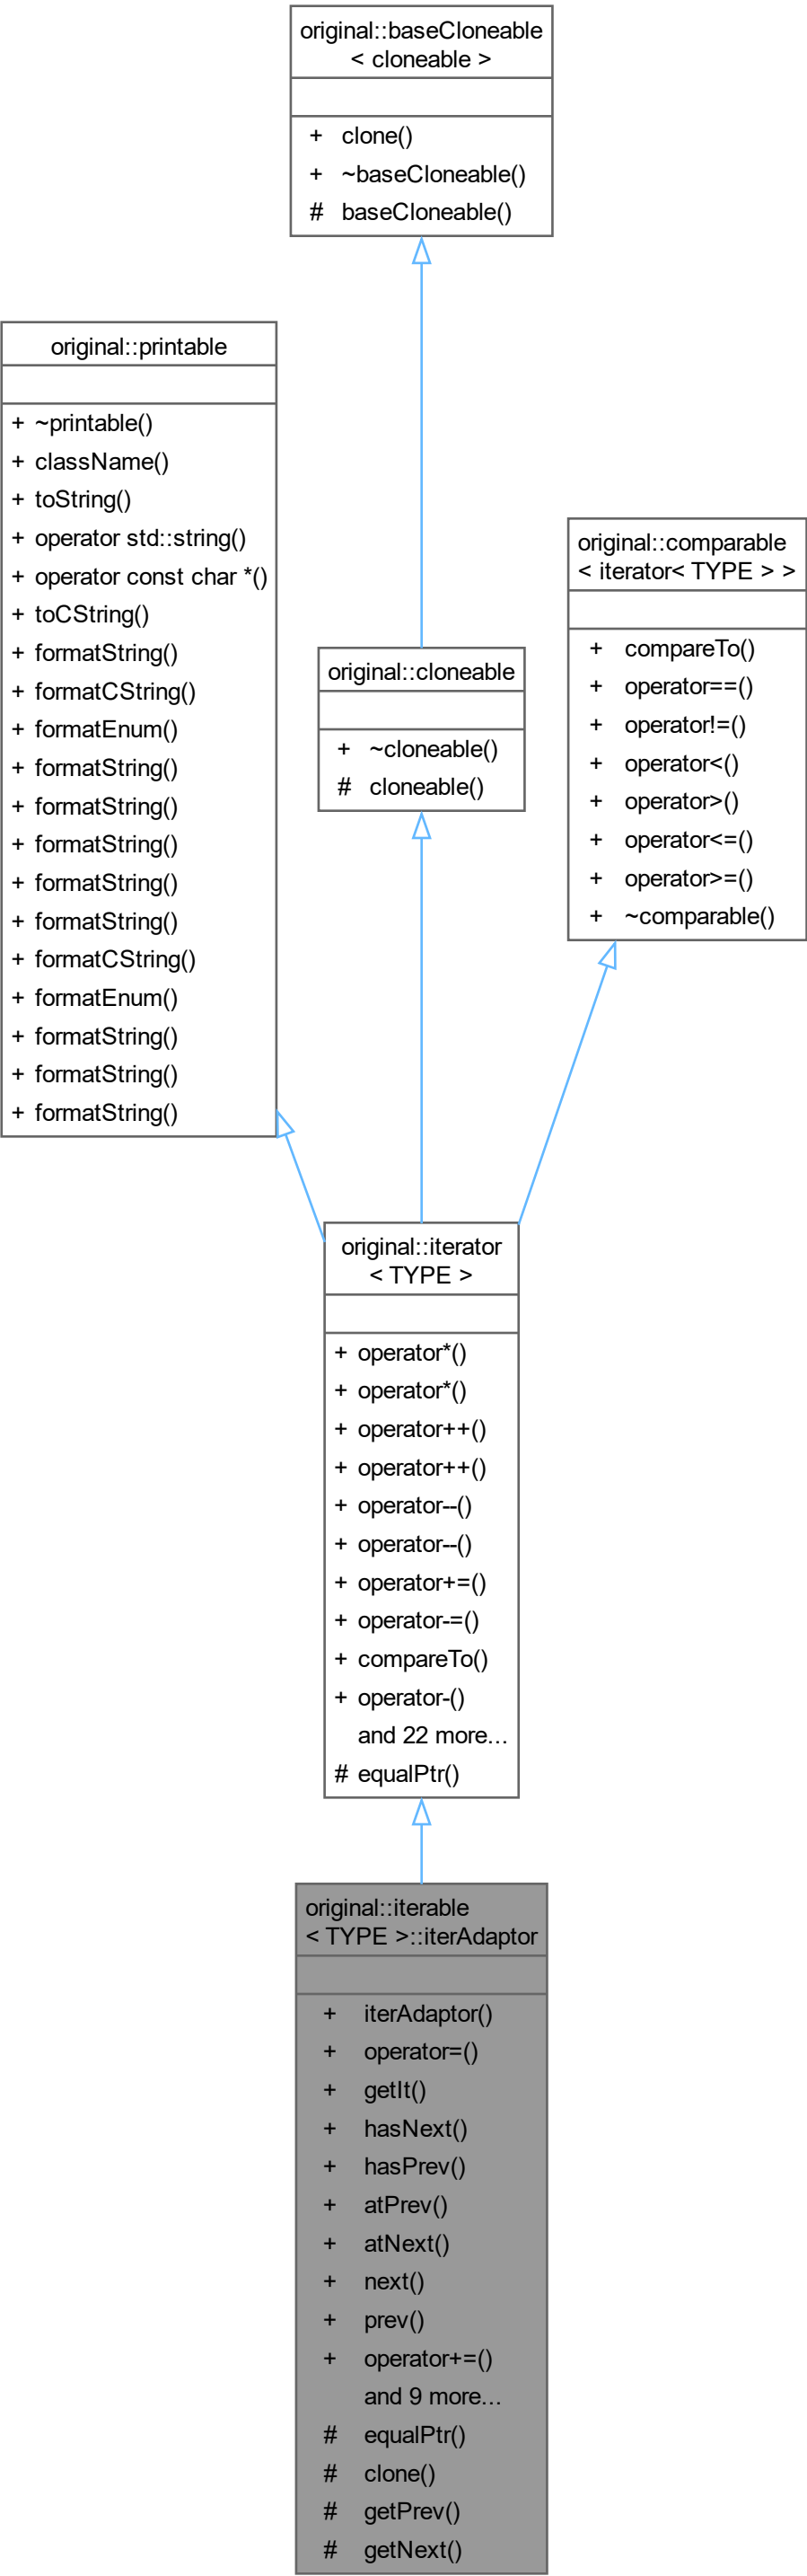 original::baseCloneable
< cloneable >
+ clone()
+ ~baseCloneable()
# baseCloneable()
original::printable
+ ~printable()
+ className()
+ toString()
+ operator std::string()
+ operator const char *()
+ toCString()
+ formatString()
+ formatCString()
+ formatEnum()
+ formatString()
+ formatString()
+ formatString()
+ formatString()
+ formatString()
+ formatCString()
+ formatEnum()
+ formatString()
+ formatString()
+ formatString()
original::cloneable
+ ~cloneable()
# cloneable()
original::comparable
< iterator< TYPE > >
+ compareTo()
+ operator==()
+ operator!=()
+ operator<()
+ operator>()
+ operator<=()
+ operator>=()
+ ~comparable()
original::iterator
< TYPE >
+ operator*()
+ operator*()
+ operator++()
+ operator++()
+ operator--()
+ operator--()
+ operator+=()
+ operator-=()
+ compareTo()
+ operator-()
and 22 more...
# equalPtr()
original::iterable
< TYPE >::iterAdaptor
+ iterAdaptor()
+ operator=()
+ getIt()
+ hasNext()
+ hasPrev()
+ atPrev()
+ atNext()
+ next()
+ prev()
+ operator+=()
and 9 more...
# equalPtr()
# clone()
# getPrev()
# getNext()